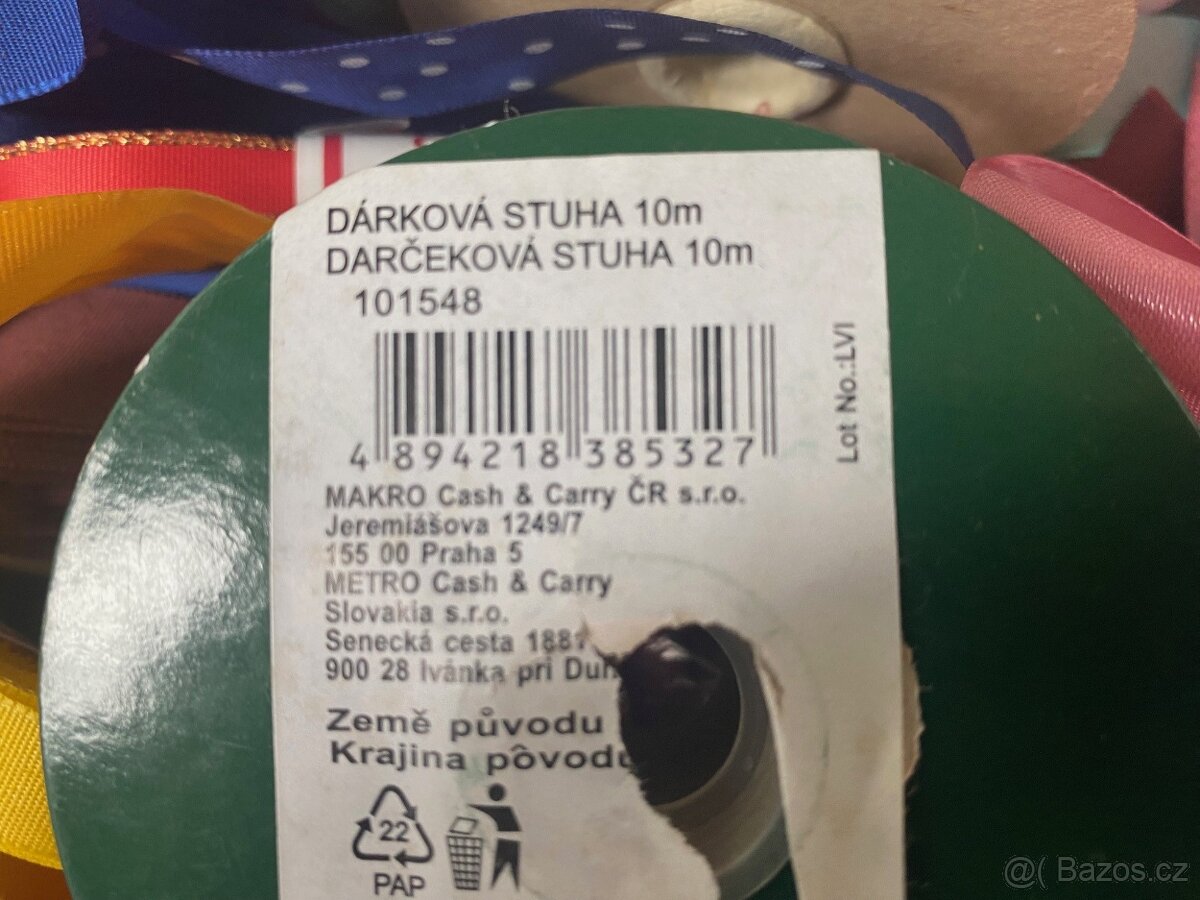 DÁRKOVÁ STUHA 10m
DARČEKOVÁ STUHA 10m
101548
4 894218 385327
Lot No.:LVI
MAKRO Cash & Carry ČR s.r.o.
Jeremiášova 1249/7
155 00 Praha 5
METRO Cash & Carry
Slovakia s.r.o.
Senecká cesta 1881
900 28 Ivánka pri Dun
Země původu
Krajina pôvodu
22
PAP
@( Bazos.cz